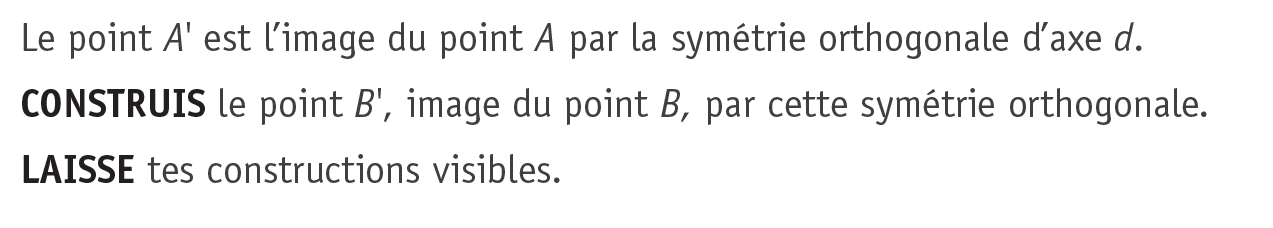 Le point A' est l’image du point A par la symétrie orthogonale d’axe d.
CONSTRUIS le point B', image du point B, par cette symétrie orthogonale.
LAISSE tes constructions visibles.